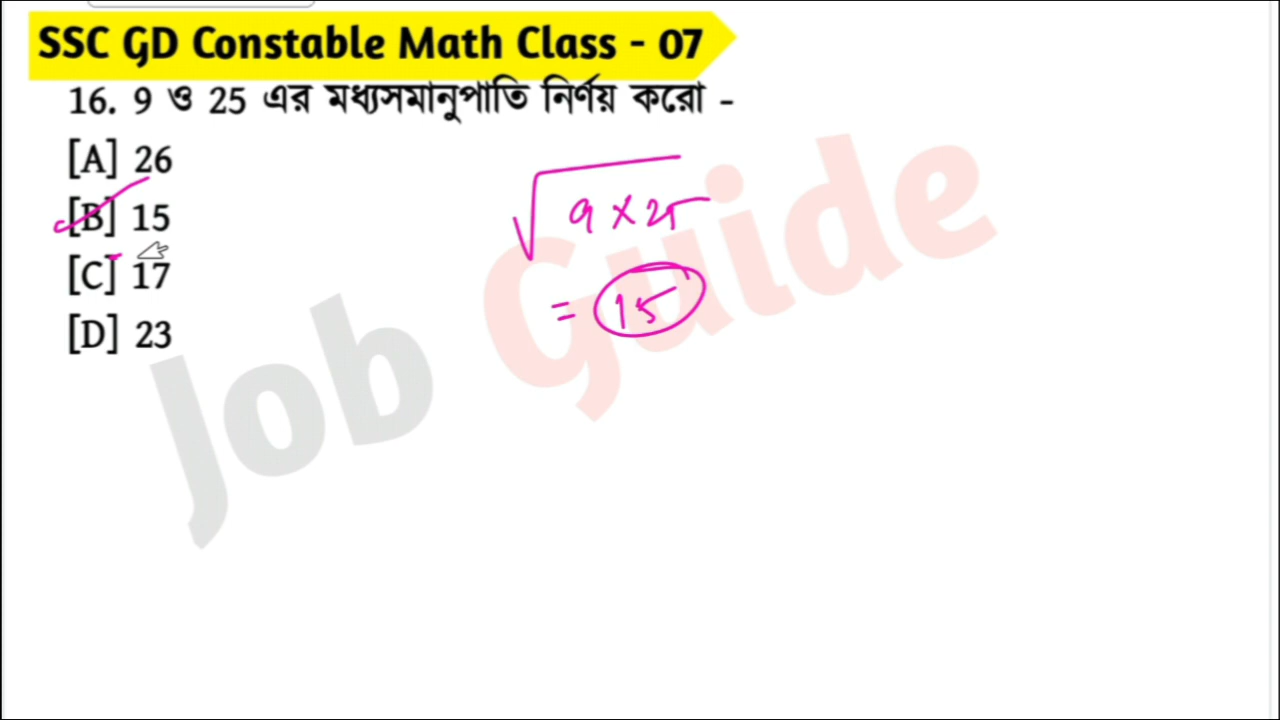 SSC GD Constable Math Class - 07
16. 9 ও 25 এর মধ্যসমানুপাতি নির্ণয় করো -
[A] 26
[B] 15
[C] 17
[D] 23
√9 × 25
= 15
Job Guide